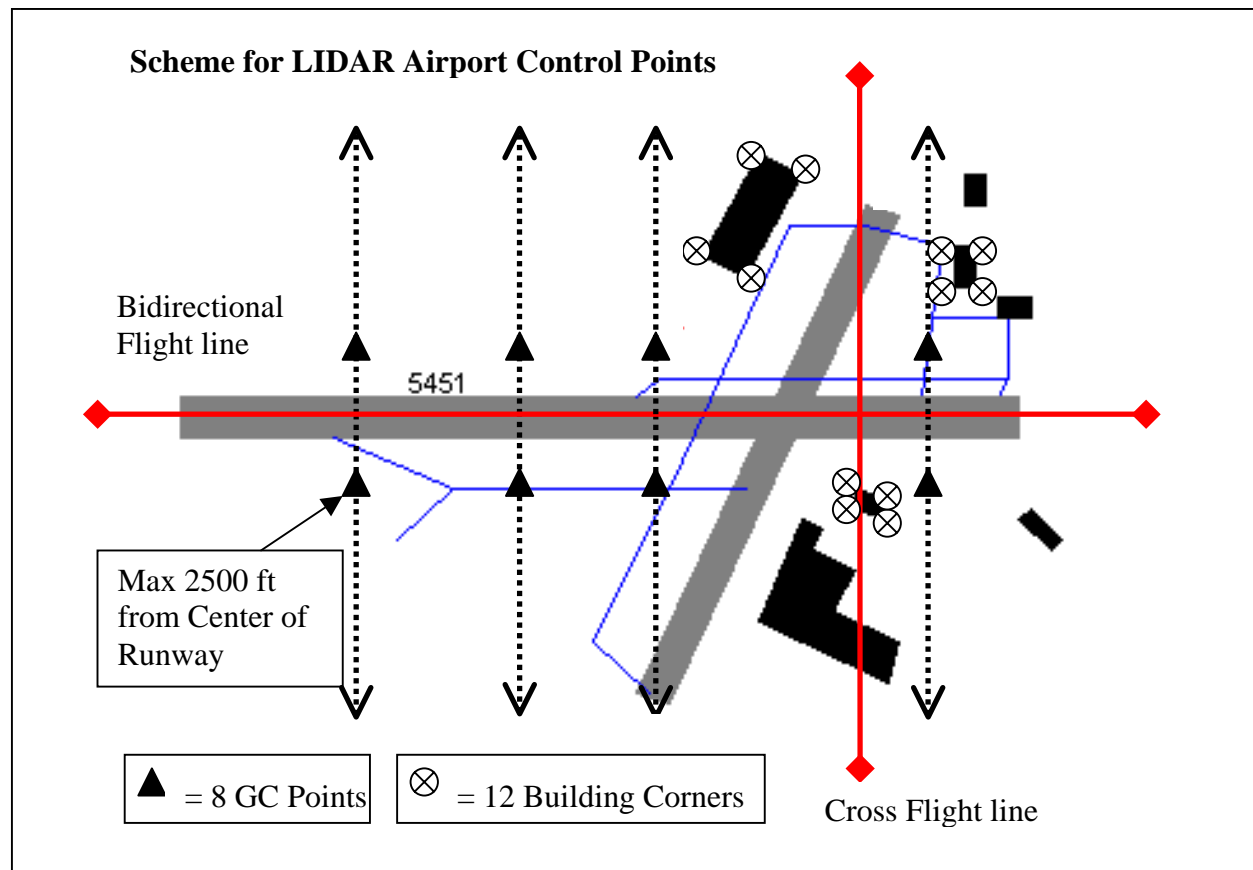 Scheme for LIDAR Airport Control Points
Bidirectional
Flight line
5451
Max 2500 ft
from Center of
Runway
= 8 GC Points
= 12 Building Corners
Cross Flight line